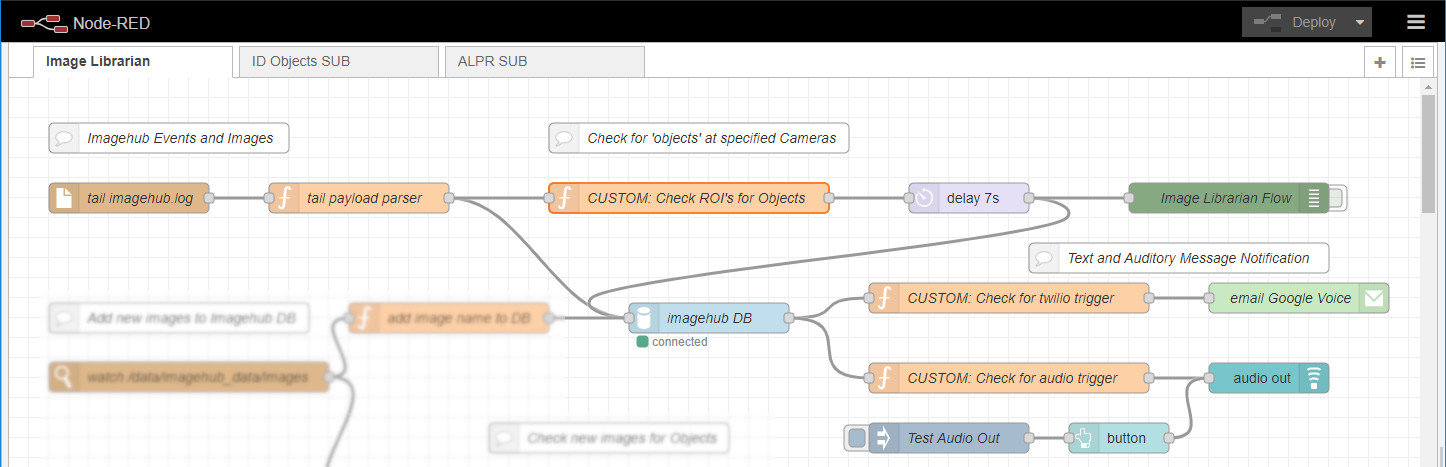 Node-RED
Deploy
Image Librarian
ID Objects SUB
ALPR SUB
Imagehub Events and Images
Check for 'objects' at specified Cameras
tail imagehub.log
tail payload parser
CUSTOM: Check ROI's for Objects
delay 7s
Image Librarian Flow
Text and Auditory Message Notification
Add new images to Imagehub DB
add image name to DB
imagehub DB
connected
CUSTOM: Check for twilio trigger
email Google Voice
watch /data/imagehub_data/images
CUSTOM: Check for audio trigger
audio out
Check new images for Objects
Test Audio Out
button